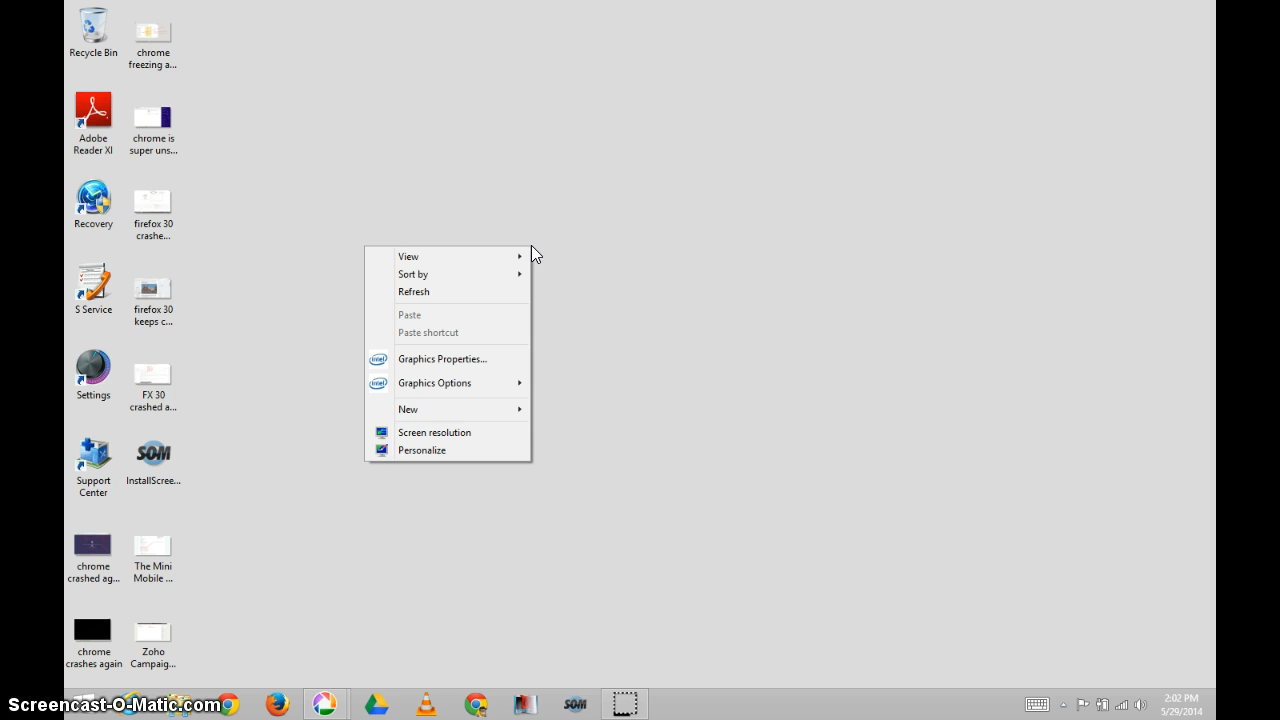 Recycle Bin
chrome
freezing a...
Adobe
Reader XI
chrome is
super uns...
Recovery
firefox 30
crashe...
S Service
firefox 30
keeps c...
Settings
FX 30
crashed a...
Support
Center
SOM
InstallScree...
chrome
crashed ag...
The Mini
Mobile ...
chrome
crashes again
Zoho
Campaig...
View
Sort by
Refresh
Paste
Paste shortcut
intel Graphics Properties...
intel Graphics Options
New
Screen resolution
Personalize
Screencast-O-Matic.com
SOM
2:02 PM
5/29/2014